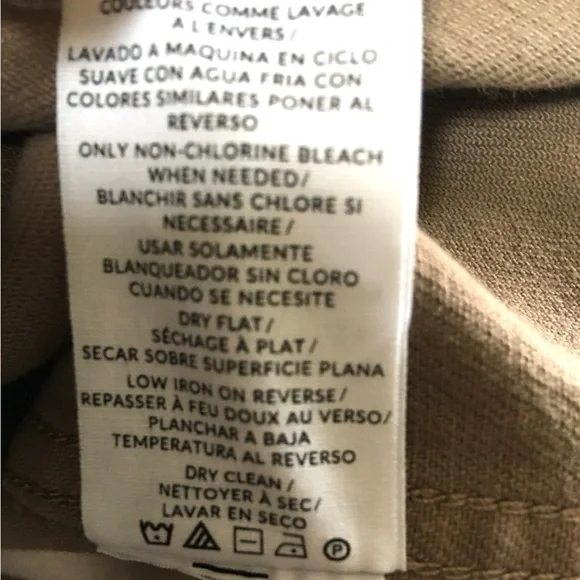 COULEURS COMME LAVAGE
A L'ENVERS/
LAVADO A MAQUINA EN CICLO
SUAVE CON AGUA FRIA CON
COLORES SIMILARES PONER AL
REVERSO
ONLY NON-CHLORINE BLEACH
WHEN NEEDED/
BLANCHIR SANS CHLORE SI
NECESSAIRE/
USAR SOLAMENTE
BLANQUEADOR SIN CLORO
CUANDO SE NECESITE
DRY FLAT/
SÉCHAGE À PLAT/
SECAR SOBRE SUPERFICIE PLANA
LOW IRON ON REVERSE/
REPASSER À FEU DOUX AU VERSO/
PLANCHAR A BAJA
TEMPERATURA AL REVERSO
DRY CLEAN/
NETTOYER À SEC/
LAVAR EN SECO
P